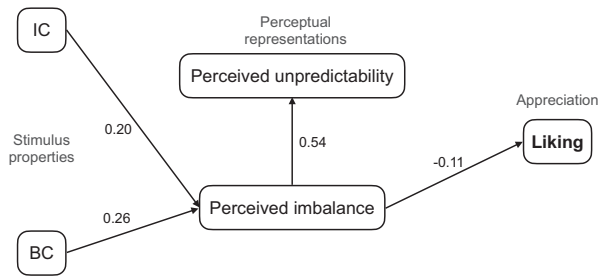 IC
Perceptual
representations
Perceived unpredictability
Appreciation
0.20
Stimulus
properties
0.54
Liking
-0.11
Perceived imbalance
0.26
BC